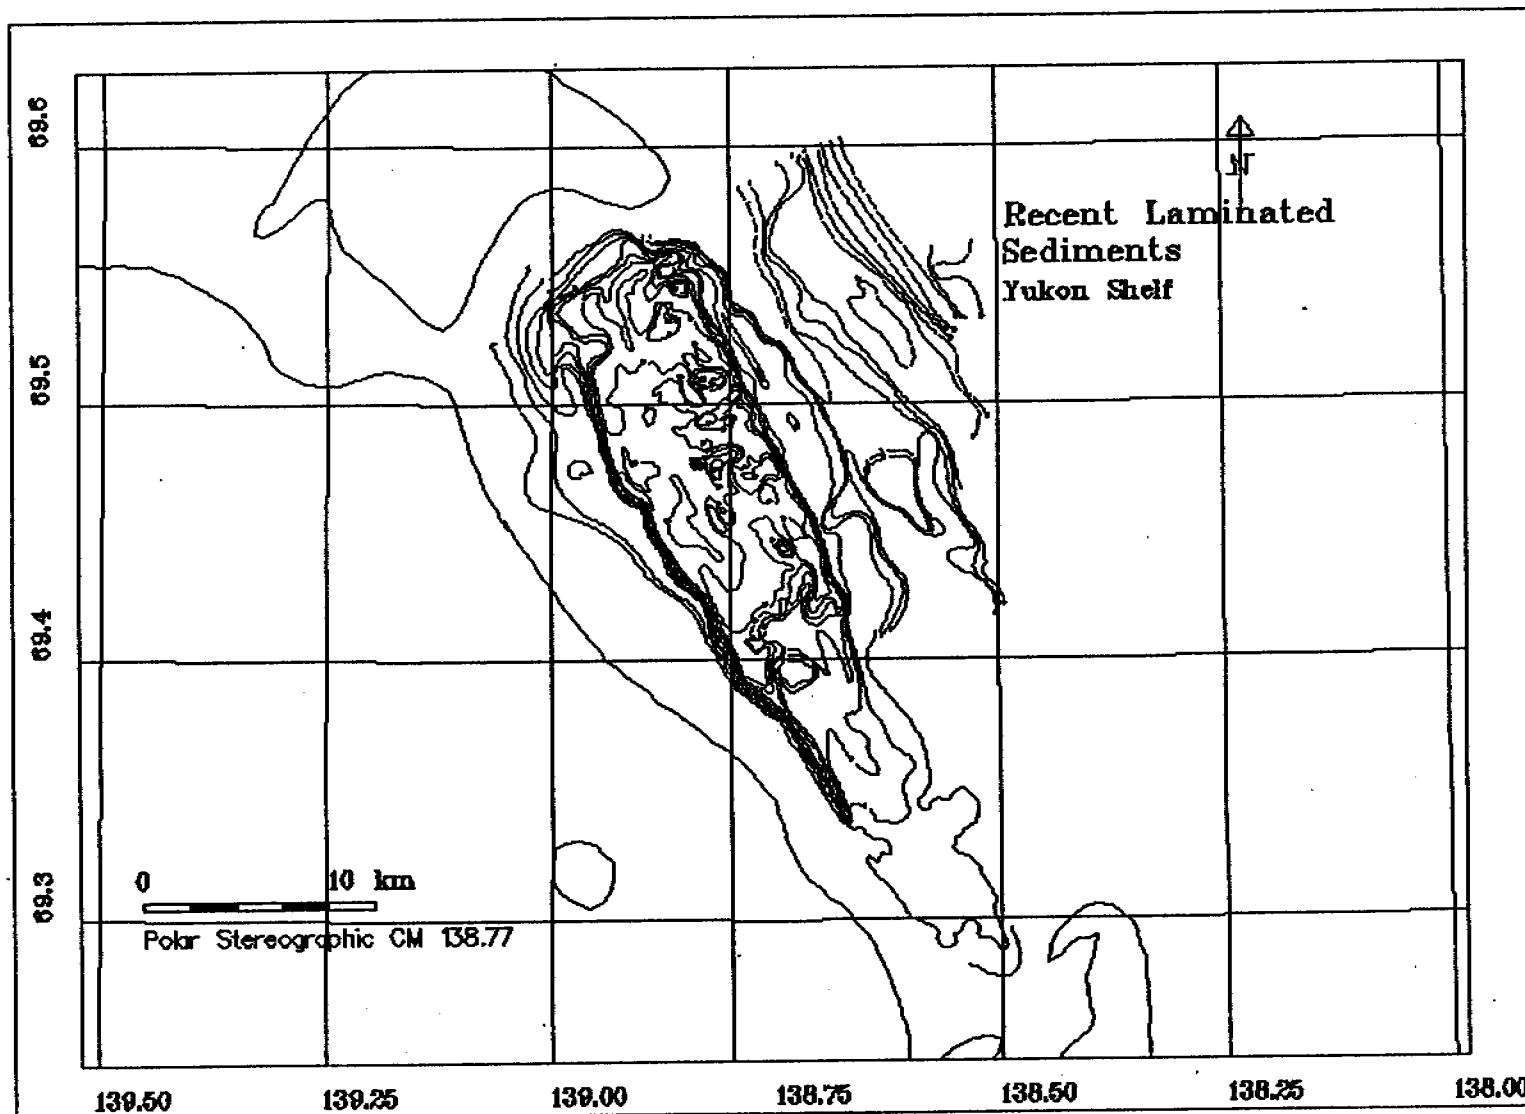 69.6
69.5
69.4
69.3
N
Recent Laminated
Sediments
Yukon Shelf
0 10 km
Polar Stereographic CM 138.77
139.50 139.25 139.00 138.75 138.50 138.25 138.00